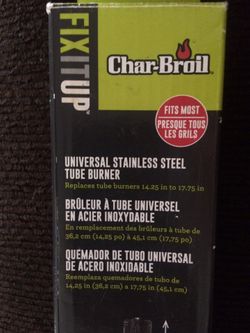 FIXITUP
Char-Broil
FITS MOST
PRESQUE TOUS
LES GRILS
UNIVERSAL STAINLESS STEEL
TUBE BURNER
Replaces tube burners 14.25 in to 17.75 in
BRÛLEUR À TUBE UNIVERSEL
EN ACIER INOXYDABLE
En remplacement des brûleurs à tube de
36,2 cm (14,25 po) à 45,1 cm (17,75 po)
QUEMADOR DE TUBO UNIVERSAL
DE ACERO INOXIDABLE
Reemplaza quemadores de tubo de
14,25 in (36,2 cm) a 17,75 in (45,1 cm)